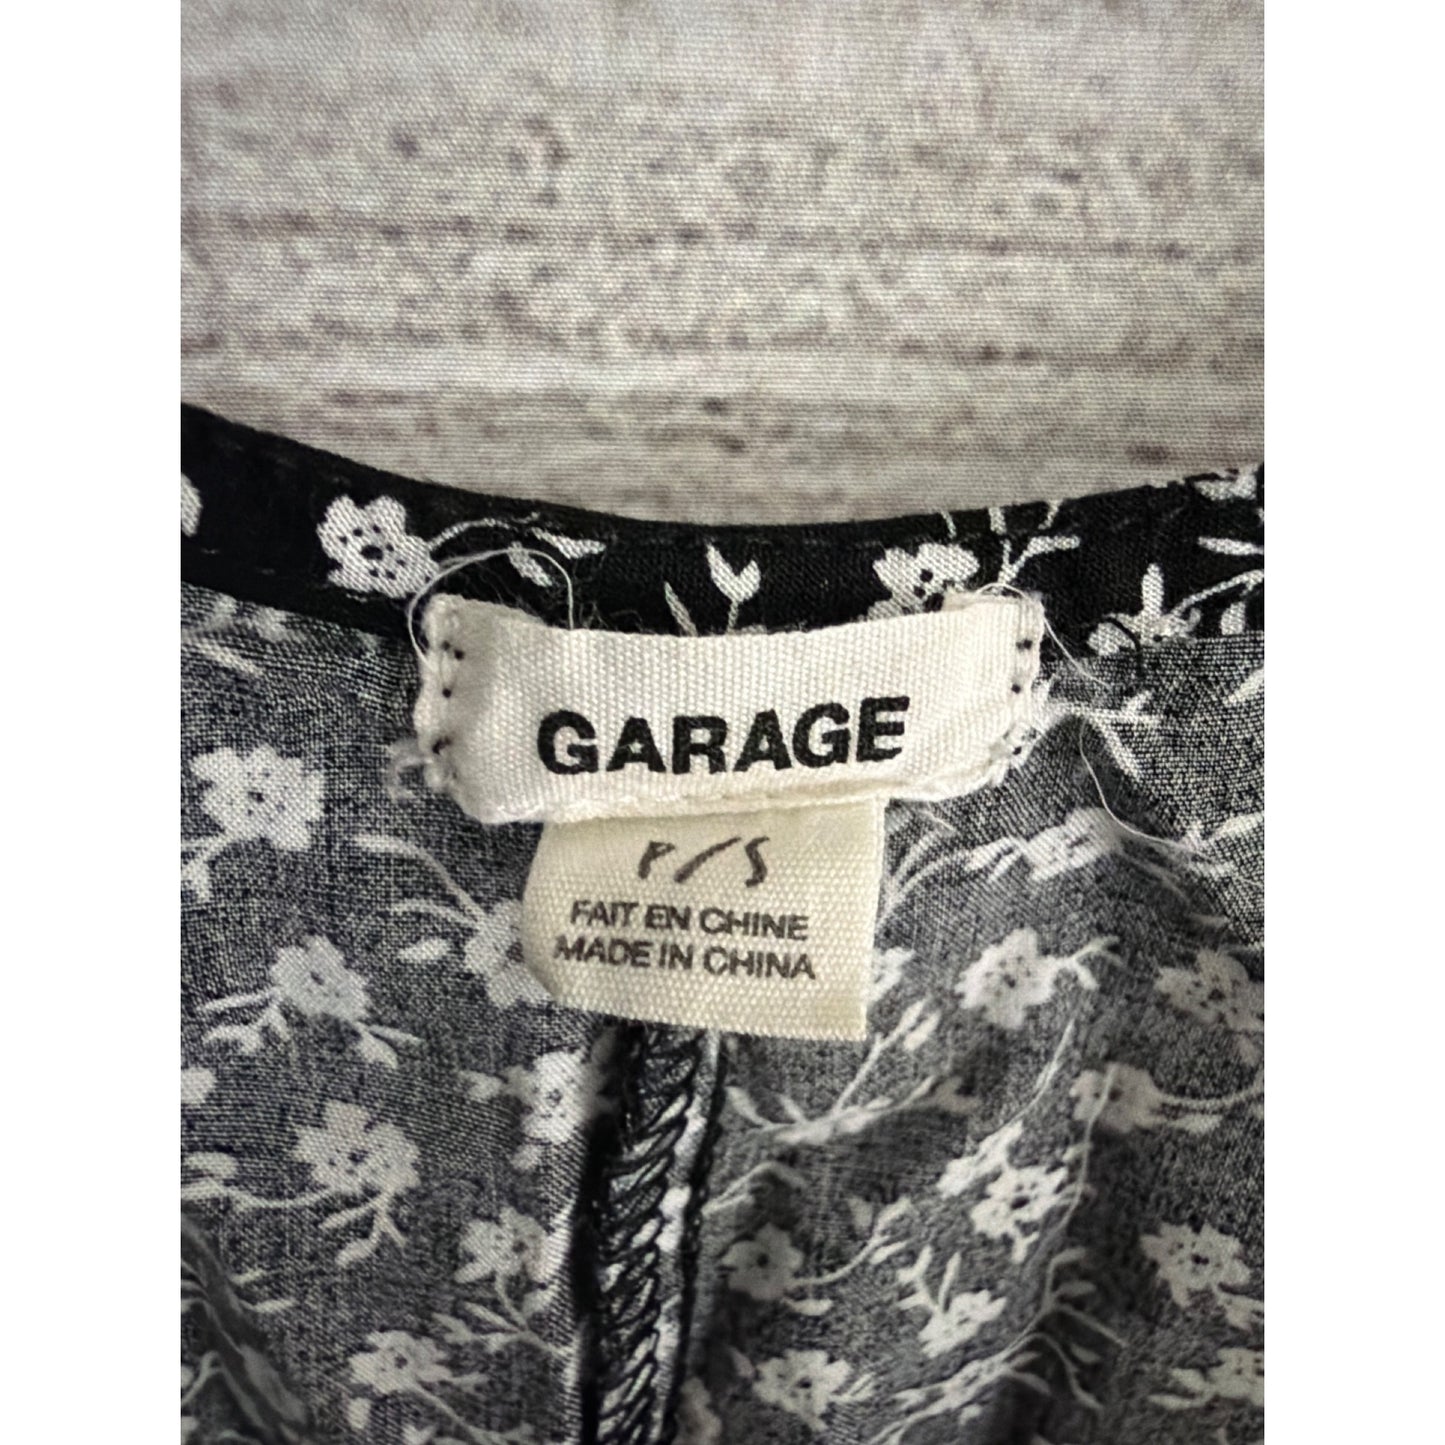 GARAGE
P/S
FAIT EN CHINE
MADE IN CHINA